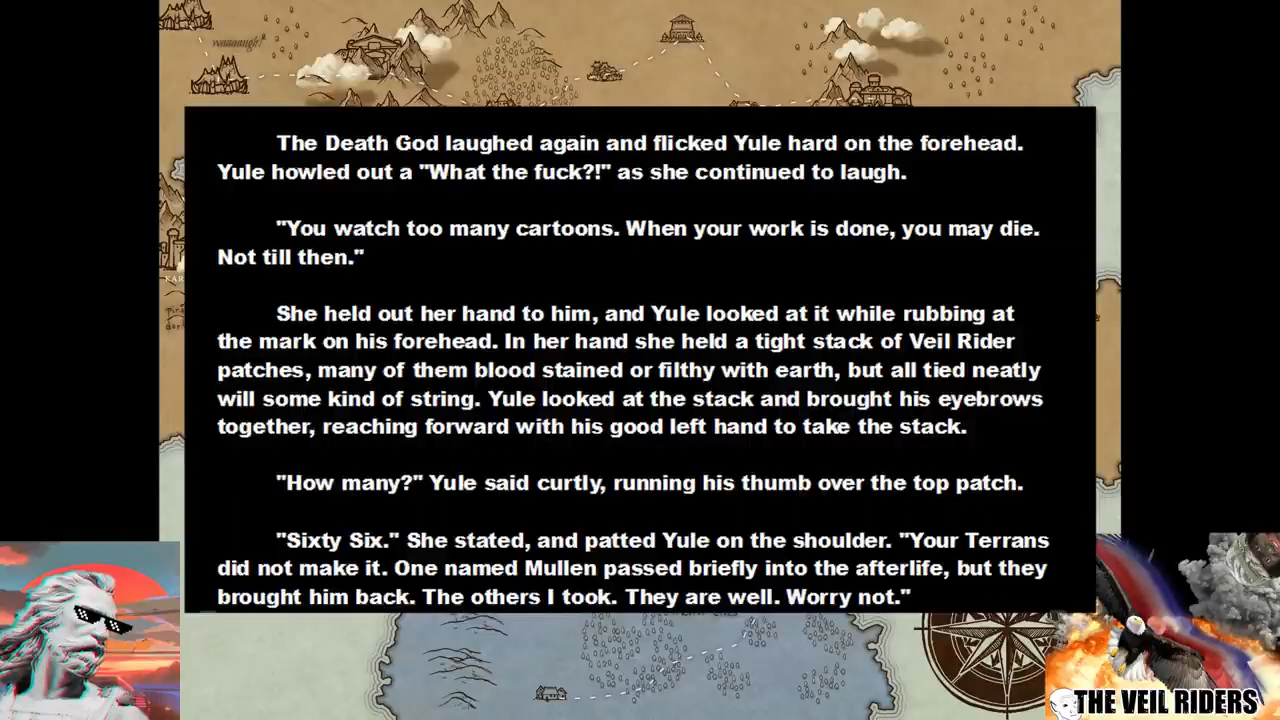 waaaaugh!
The Death God laughed again and flicked Yule hard on the forehead.
Yule howled out a "What the fuck?!" as she continued to laugh.
"You watch too many cartoons. When your work is done, you may die.
Not till then."
She held out her hand to him, and Yule looked at it while rubbing at
the mark on his forehead. In her hand she held a tight stack of Veil Rider
patches, many of them blood stained or filthy with earth, but all tied neatly
will some kind of string. Yule looked at the stack and brought his eyebrows
together, reaching forward with his good left hand to take the stack.
"How many?" Yule said curtly, running his thumb over the top patch.
"Sixty Six." She stated, and patted Yule on the shoulder. "Your Terrans
did not make it. One named Mullen passed briefly into the afterlife, but they
brought him back. The others I took. They are well. Worry not."
THE VEIL RIDERS